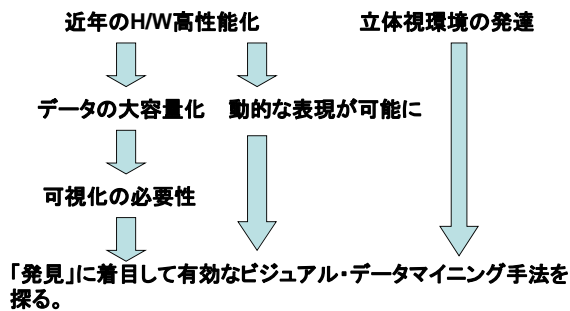 近年のH/W高性能化
立体視環境の発達
データの大容量化
動的な表現が可能に
可視化の必要性
「発見」に着目して有効なビジュアル・データマイニング手法を
探る。